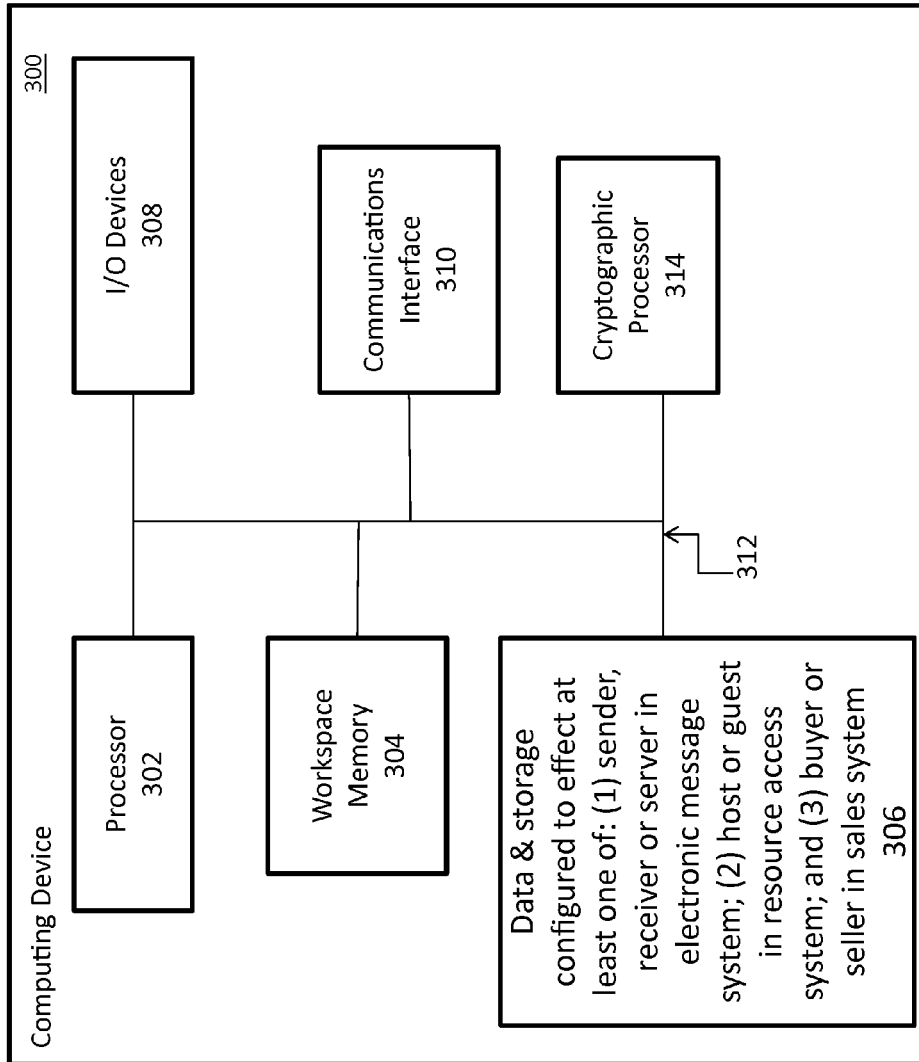 Computing Device
300
Processor
302
I/O Devices
308
Workspace
Memory
304
Communications
Interface
310
Data & storage
configured to effect at
least one of: (1) sender,
receiver or server in
electronic message
system; (2) host or guest
in resource access
system; and (3) buyer or
seller in sales system
306
Cryptographic
Processor
314
312